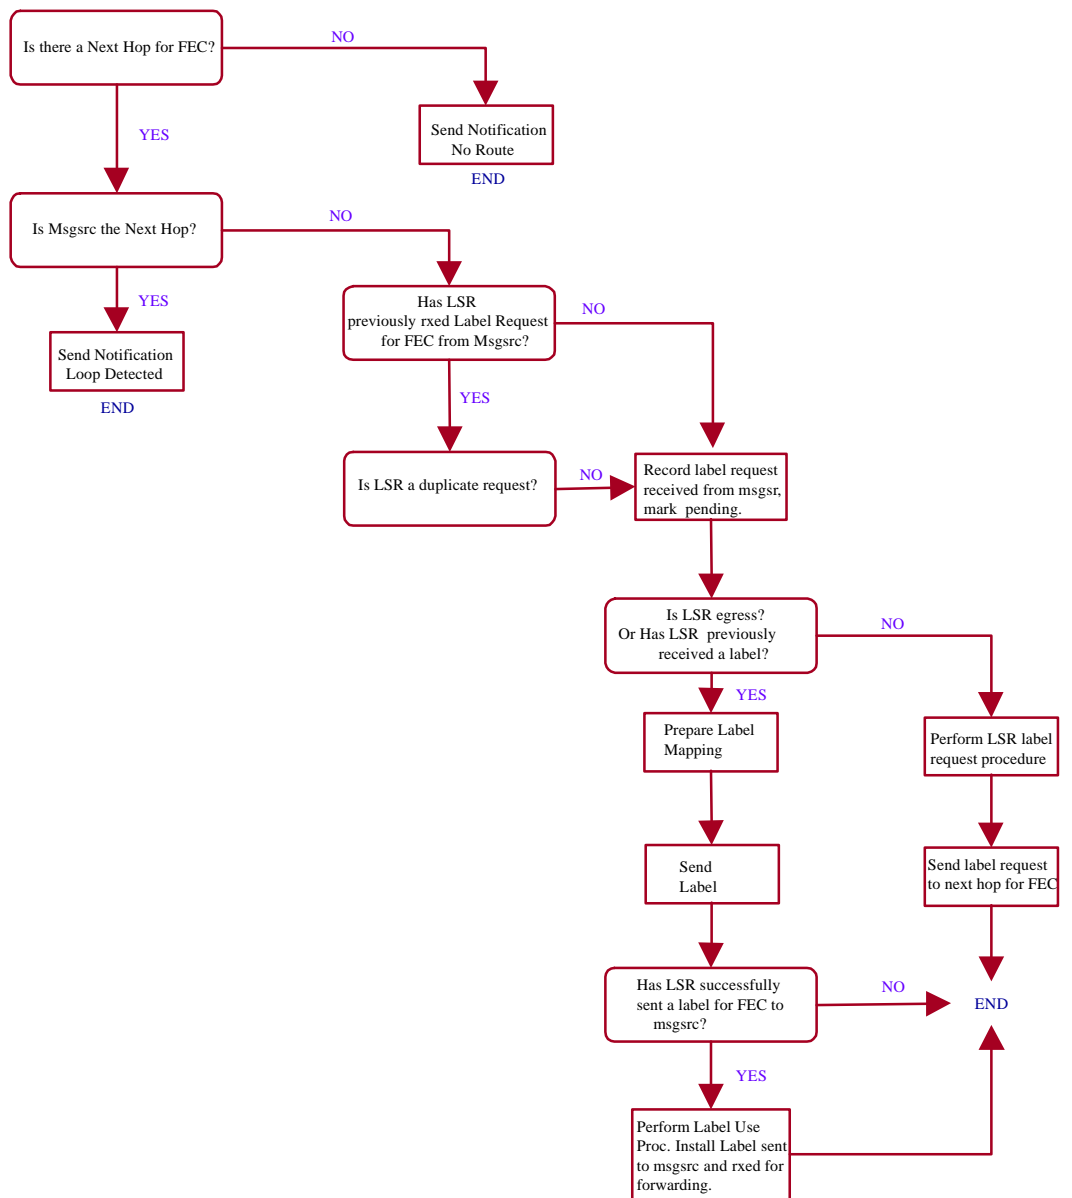 Is there a Next Hop for FEC?
NO
Send Notification
No Route
END
YES
Is Msgsrc the Next Hop?
NO
YES
Send Notification
Loop Detected
END
Has LSR
previously rxed Label Request
for FEC from Msgsrc?
NO
YES
Is LSR a duplicate request?
NO
Record label request
received from msgsr,
mark pending.
Is LSR egress?
Or Has LSR previously
received a label?
NO
YES
Prepare Label
Mapping
Perform LSR label
request procedure
Send
Label
Send label request
to next hop for FEC
Has LSR successfully
sent a label for FEC to
msgsrc?
NO
END
YES
Perform Label Use
Proc. Install Label sent
to msgsrc and rxed for
forwarding.